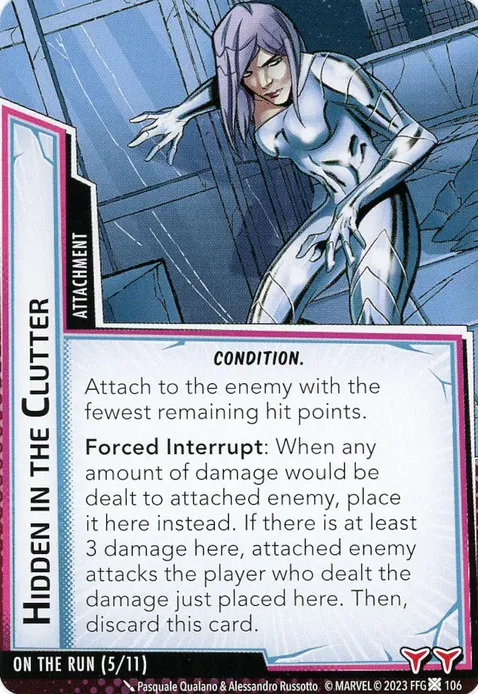 ATTACHMENT
HIDDEN IN THE CLUTTER
CONDITION.
Attach to the enemy with the
fewest remaining hit points.
Forced Interrupt: When any
amount of damage would be
dealt to attached enemy, place
it here instead. If there is at least
3 damage here, attached enemy
attacks the player who dealt the
damage just placed here. Then,
discard this card.
ON THE RUN (5/11)
Pasquale Qualano & Alessandro Russotto © MARVEL © 2023 FFG 106